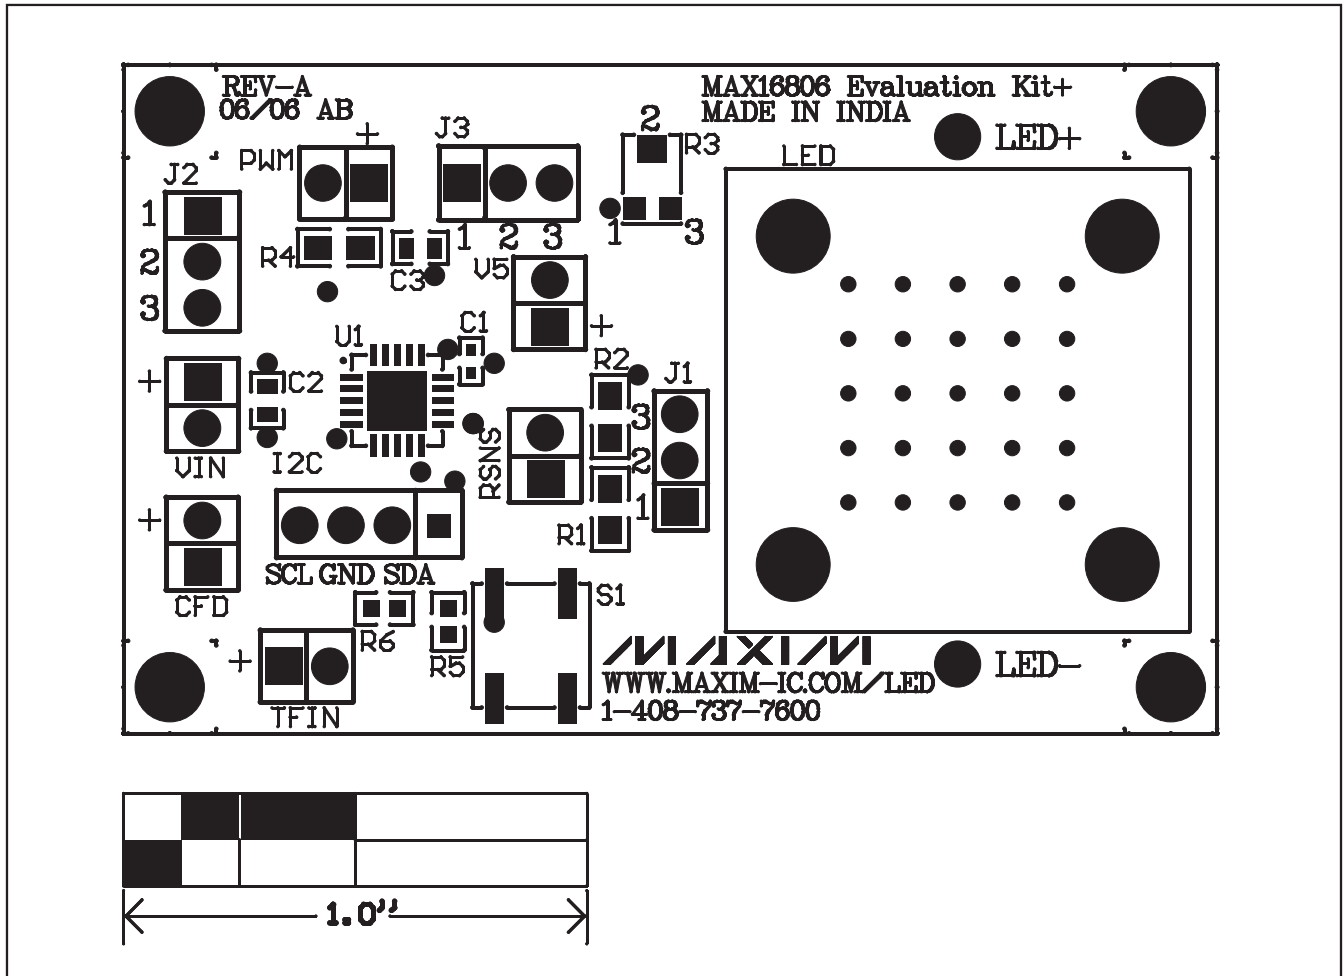 REV-A
06/06 AB
MAX16806 Evaluation Kit+
MADE IN INDIA
LED+
LED
J3
PWM
+
J2
1
2
3
R4
C3
1 2 3
2
R3
1 3
V5
+
U1
C1
+
C2
VIN
I2C
R2
J1
3
2
1
RSNS
R1
+
CFD
SCL GND SDA
R6
R5
S1
+
TFIN
MAXIM
WWW.MAXIM-IC.COM/LED
1-408-737-7600
LED-
1.0"